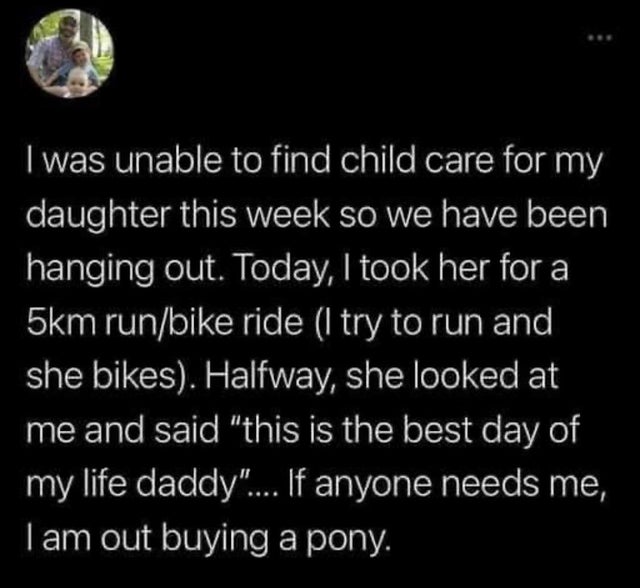 I was unable to find child care for my
daughter this week so we have been
hanging out. Today, I took her for a
5km run/bike ride (I try to run and
she bikes). Halfway, she looked at
me and said "this is the best day of
my life daddy".... If anyone needs me,
I am out buying a pony.